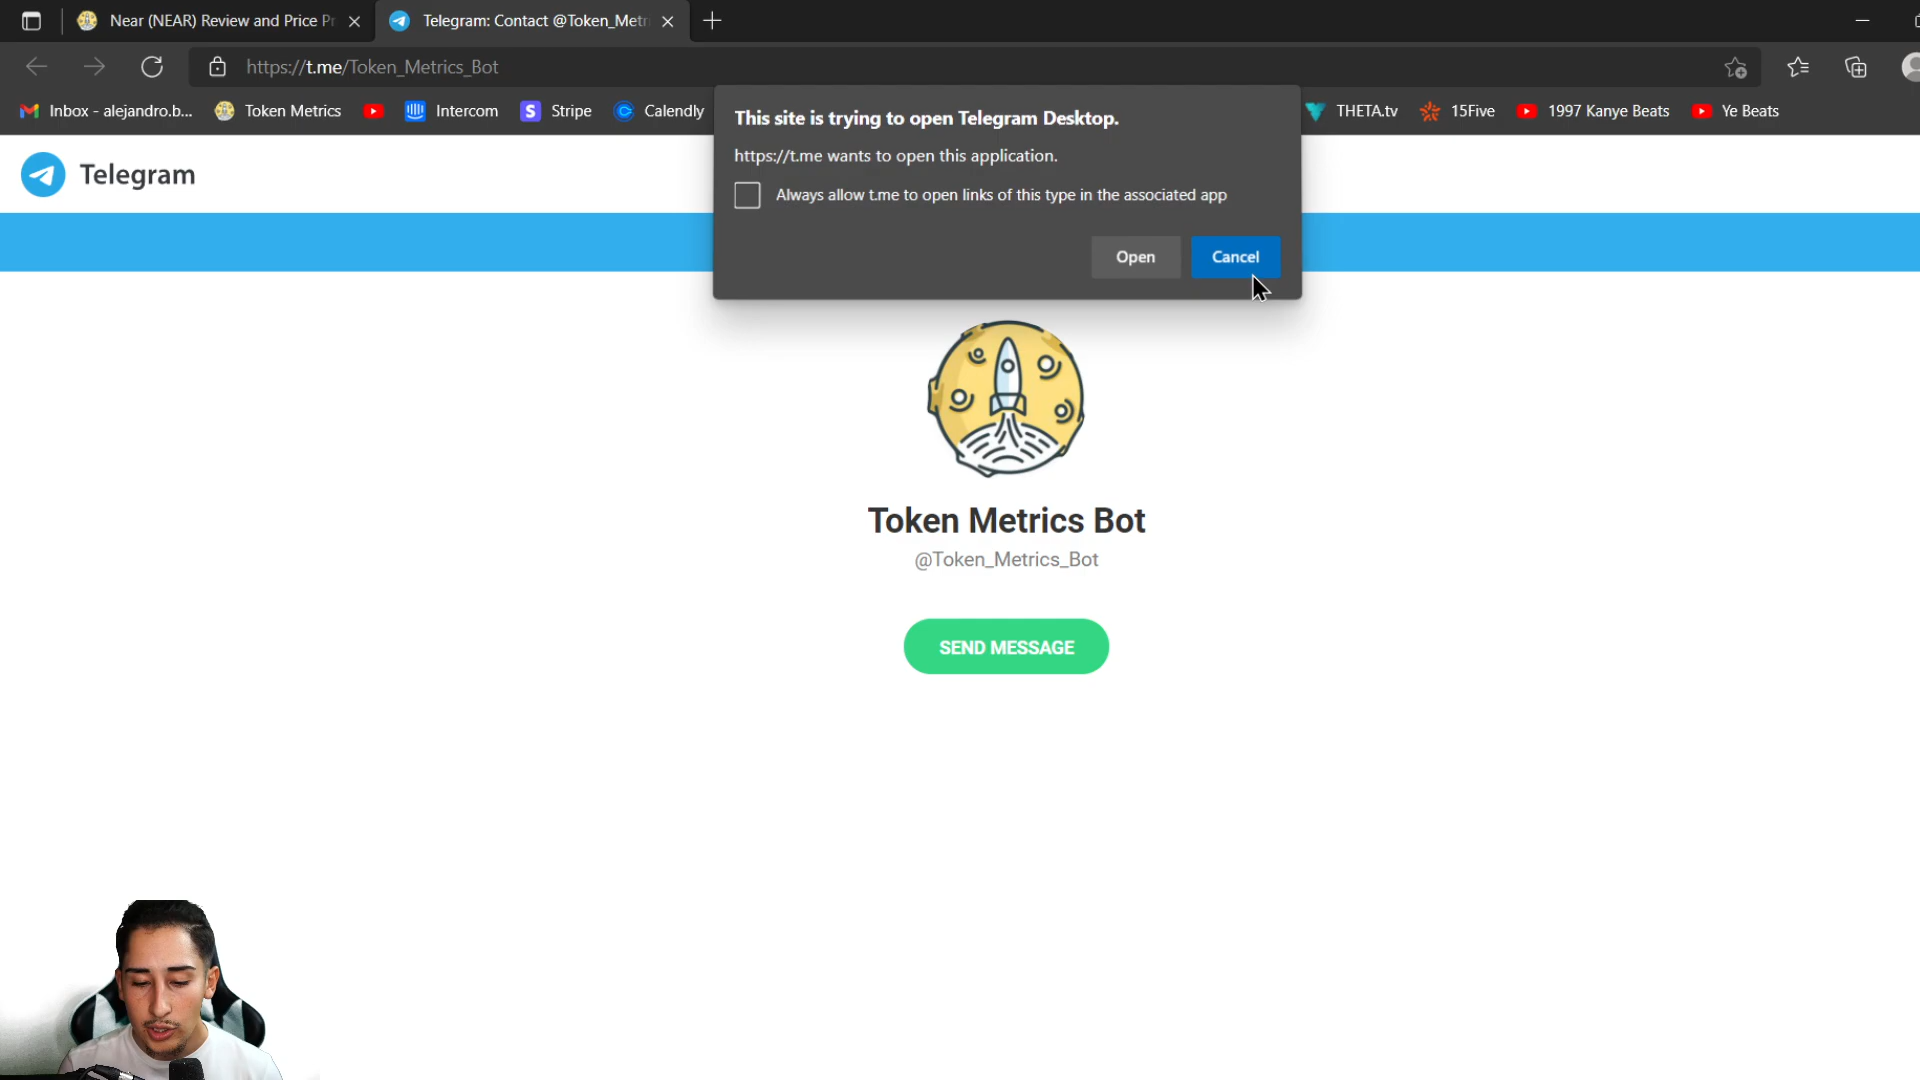 Near (NEAR) Review and Price Pr
Telegram: Contact @Token_Metr
https://t.me/Token_Metrics_Bot
Inbox - alejandro.b... Token Metrics Intercom Stripe Calendly THETA.tv 15Five 1997 Kanye Beats Ye Beats
This site is trying to open Telegram Desktop.
https://t.me wants to open this application.
Always allow t.me to open links of this type in the associated app
Open Cancel
Telegram
Token Metrics Bot
@Token_Metrics_Bot
SEND MESSAGE